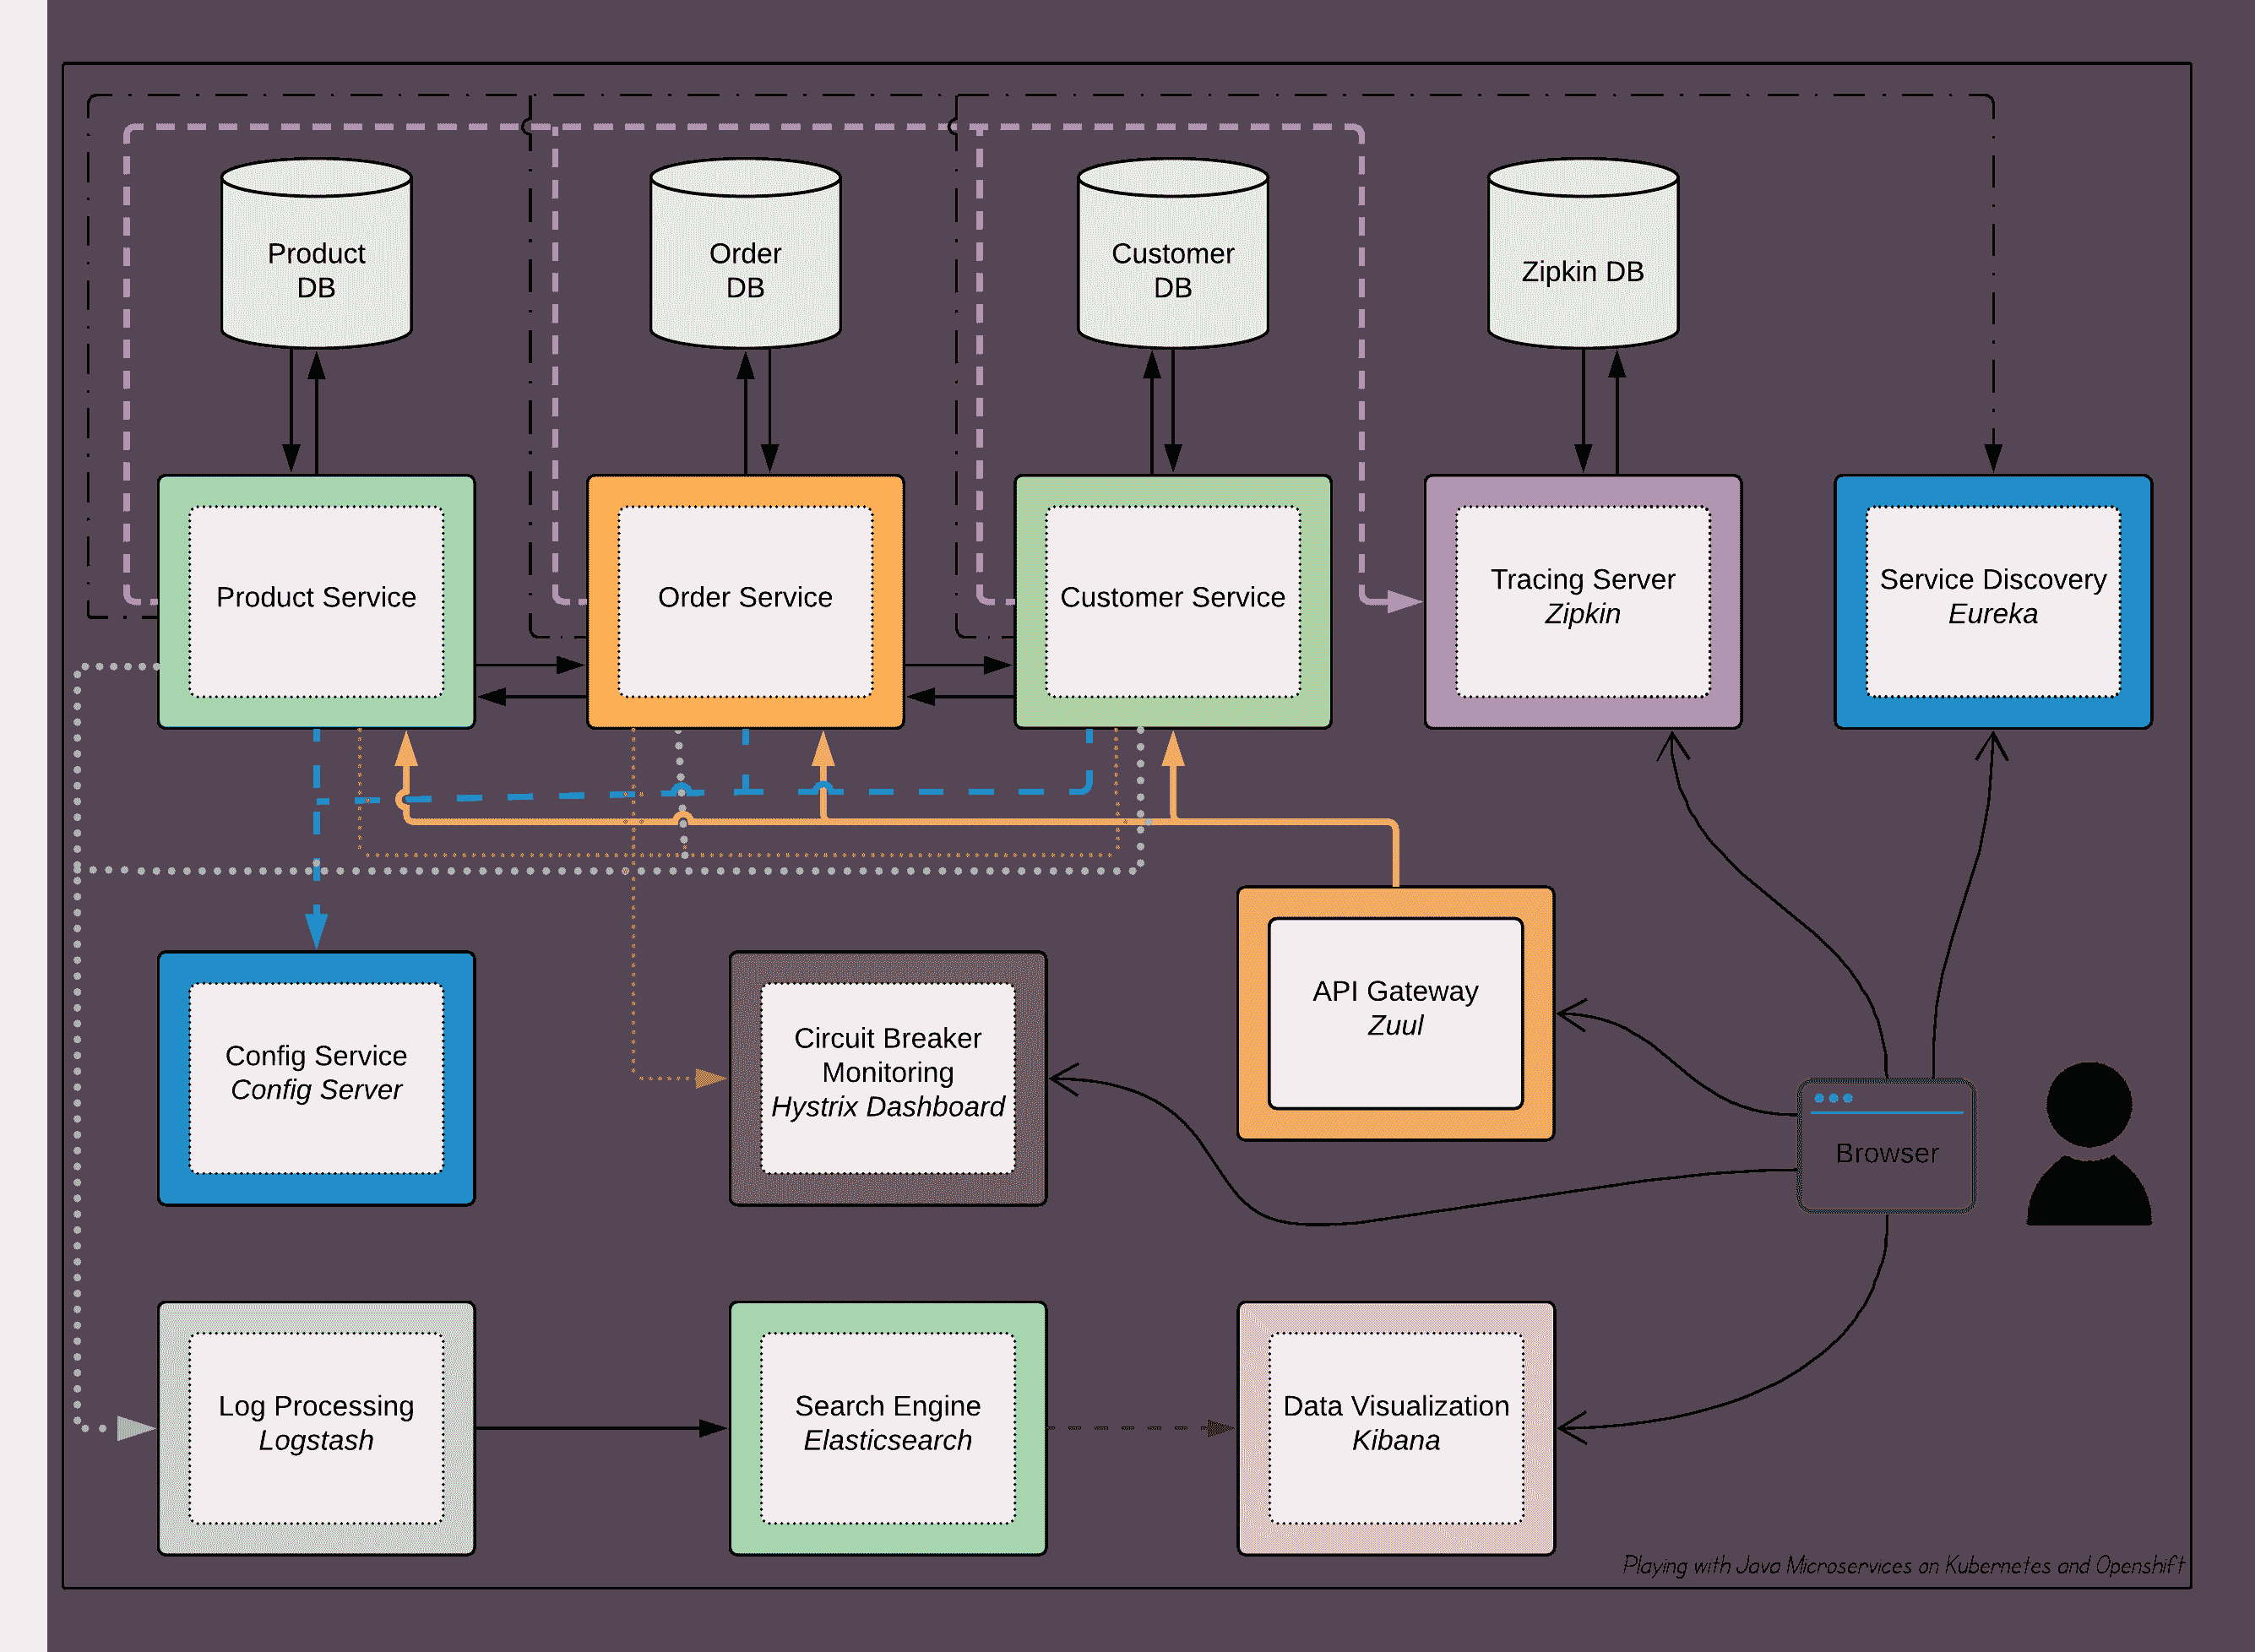 Product
DB
Order
DB
Customer
DB
Zipkin DB
Product Service
Order Service
Customer Service
Tracing Server
Zipkin
Service Discovery
Eureka
Config Service
Config Server
Circuit Breaker
Monitoring
Hystrix Dashboard
API Gateway
Zuul
Browser
Log Processing
Logstash
Search Engine
Elasticsearch
Data Visualization
Kibana
Playing with Java Microservices on Kubernetes and Openshift